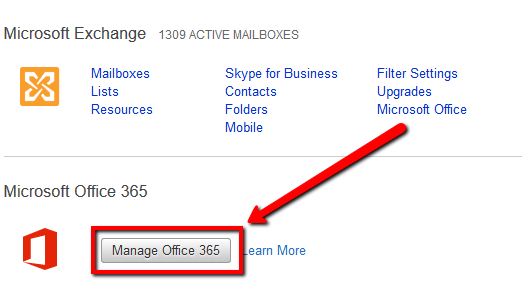 Microsoft Exchange 1309 ACTIVE MAILBOXES
Mailboxes Skype for Business Filter Settings
Lists Contacts Upgrades
Resources Folders Microsoft Office
Mobile
Microsoft Office 365
Manage Office 365 Learn More